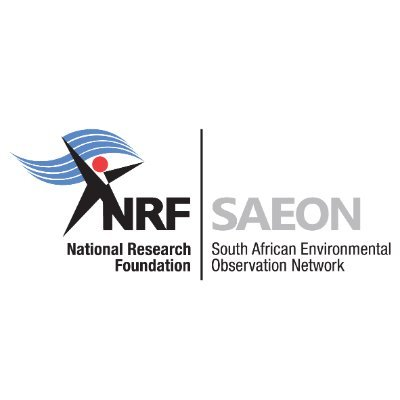 NRF
National Research
Foundation
SAEON
South African Environmental
Observation Network